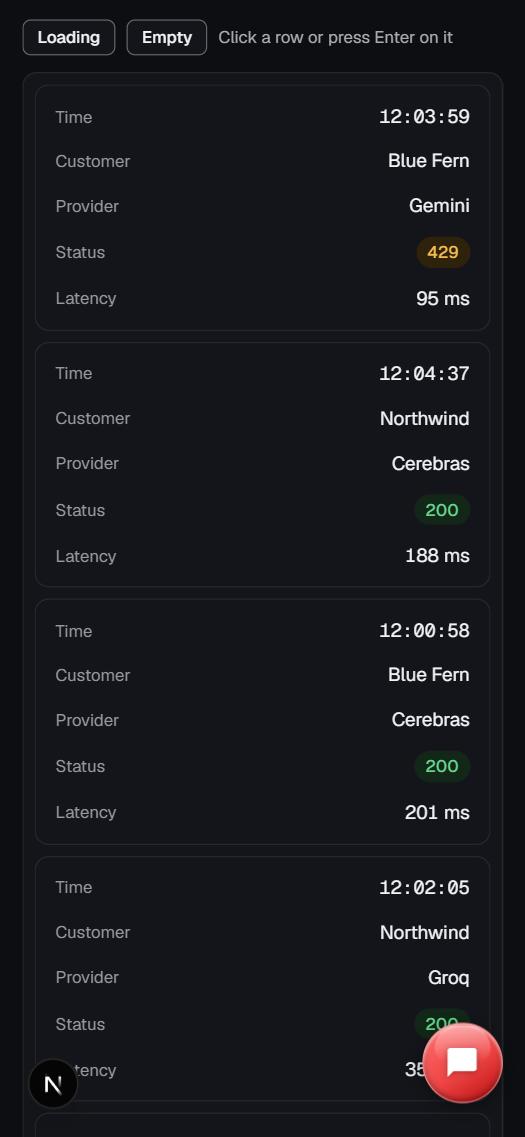 Loading Empty Click a row or press Enter on it
Time 12:03:59
Customer Blue Fern
Provider Gemini
Status 429
Latency 95 ms
Time 12:04:37
Customer Northwind
Provider Cerebras
Status 200
Latency 188 ms
Time 12:00:58
Customer Blue Fern
Provider Cerebras
Status 200
Latency 201 ms
Time 12:02:05
Customer Northwind
Provider Groq
Status 200
N